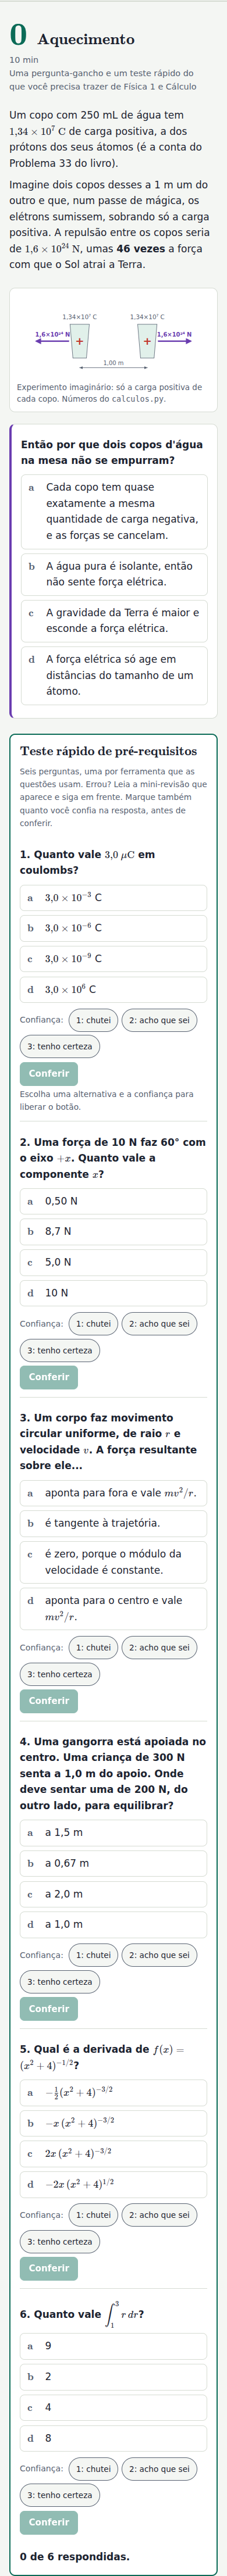 0 Aquecimento
10 min
Uma pergunta-gancho e um teste rápido do
que você precisa trazer de Física 1 e Cálculo
Um copo com 250 mL de água tem
1,34 × 10⁷ C de carga positiva, a dos
prótons dos seus átomos (é a conta do
Problema 33 do livro).
Imagine dois copos desses a 1 m um do
outro e que, num passe de mágica, os
elétrons sumissem, sobrando só a carga
positiva. A repulsão entre os copos seria
de 1,6 × 10²⁴ N, umas 46 vezes a força
com que o Sol atrai a Terra.
1,34×10⁷ C 1,34×10⁷ C
1,6×10²⁴ N + + 1,6×10²⁴ N
1,00 m
Experimento imaginário: só a carga positiva de
cada copo. Números do calculos.py.
Então por que dois copos d'água
na mesa não se empurram?
a Cada copo tem quase
exatamente a mesma
quantidade de carga negativa,
e as forças se cancelam.
b A água pura é isolante, então
não sente força elétrica.
c A gravidade da Terra é maior e
esconde a força elétrica.
d A força elétrica só age em
distâncias do tamanho de um
átomo.
Teste rápido de pré-requisitos
Seis perguntas, uma por ferramenta que as
questões usam. Errou? Leia a mini-revisão que
aparece e siga em frente. Marque também
quanto você confia na resposta, antes de
conferir.
1. Quanto vale 3,0 μC em
coulombs?
a 3,0 × 10⁻³ C
b 3,0 × 10⁻⁶ C
c 3,0 × 10⁻⁹ C
d 3,0 × 10⁶ C
Confiança: 1: chutei 2: acho que sei
3: tenho certeza
Conferir
Escolha uma alternativa e a confiança para
liberar o botão.
2. Uma força de 10 N faz 60° com
o eixo +x. Quanto vale a
componente x?
a 0,50 N
b 8,7 N
c 5,0 N
d 10 N
Confiança: 1: chutei 2: acho que sei
3: tenho certeza
Conferir
3. Um corpo faz movimento
circular uniforme, de raio r e
velocidade v. A força resultante
sobre ele...
a aponta para fora e vale mv²/r.
b é tangente à trajetória.
c é zero, porque o módulo da
velocidade é constante.
d aponta para o centro e vale
mv²/r.
Confiança: 1: chutei 2: acho que sei
3: tenho certeza
Conferir
4. Uma gangorra está apoiada no
centro. Uma criança de 300 N
senta a 1,0 m do apoio. Onde
deve sentar uma de 200 N, do
outro lado, para equilibrar?
a a 1,5 m
b a 0,67 m
c a 2,0 m
d a 1,0 m
Confiança: 1: chutei 2: acho que sei
3: tenho certeza
Conferir
5. Qual é a derivada de f(x) =
(x² + 4)⁻¹/²?
a −½(x² + 4)⁻³/²
b −x (x² + 4)⁻³/²
c 2x (x² + 4)⁻³/²
d −2x (x² + 4)¹/²
Confiança: 1: chutei 2: acho que sei
3: tenho certeza
Conferir
6. Quanto vale ∫₁³ r dr?
a 9
b 2
c 4
d 8
Confiança: 1: chutei 2: acho que sei
3: tenho certeza
Conferir
0 de 6 respondidas.